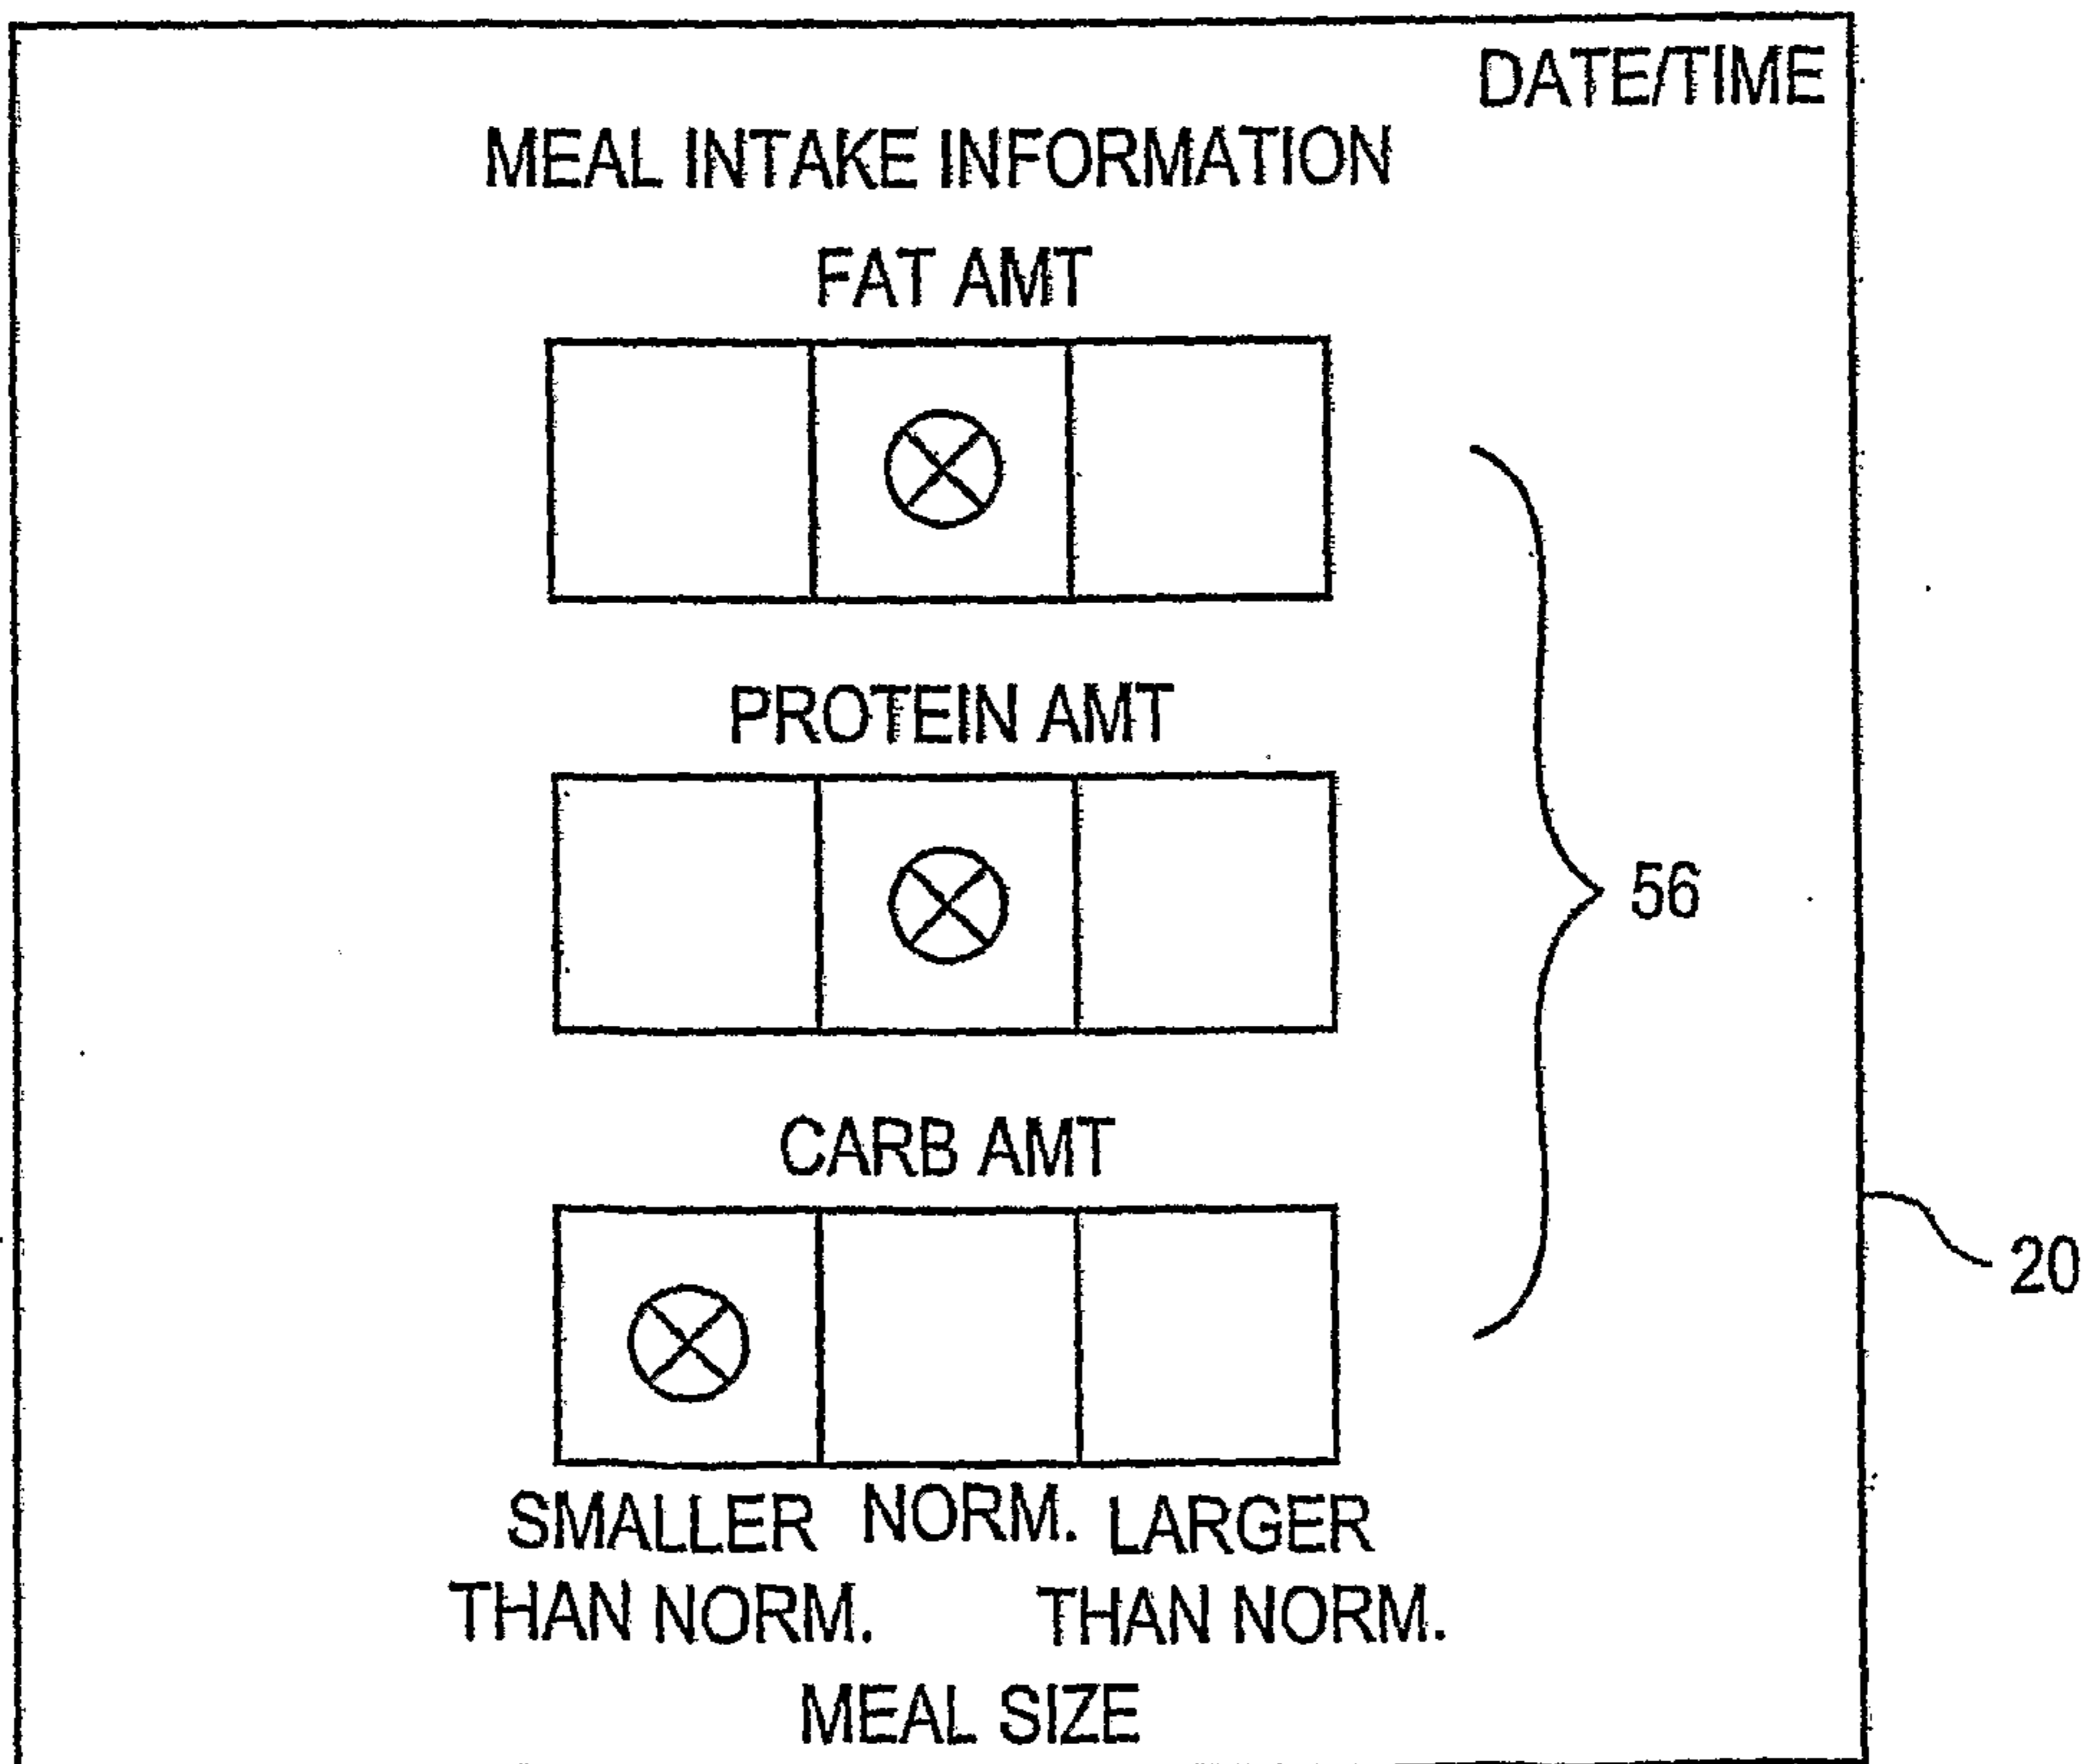 DATE/TIME
MEAL INTAKE INFORMATION
FAT AMT
PROTEIN AMT
56
CARB AMT
20
SMALLER NORM. LARGER
THAN NORM. THAN NORM.
MEAL SIZE